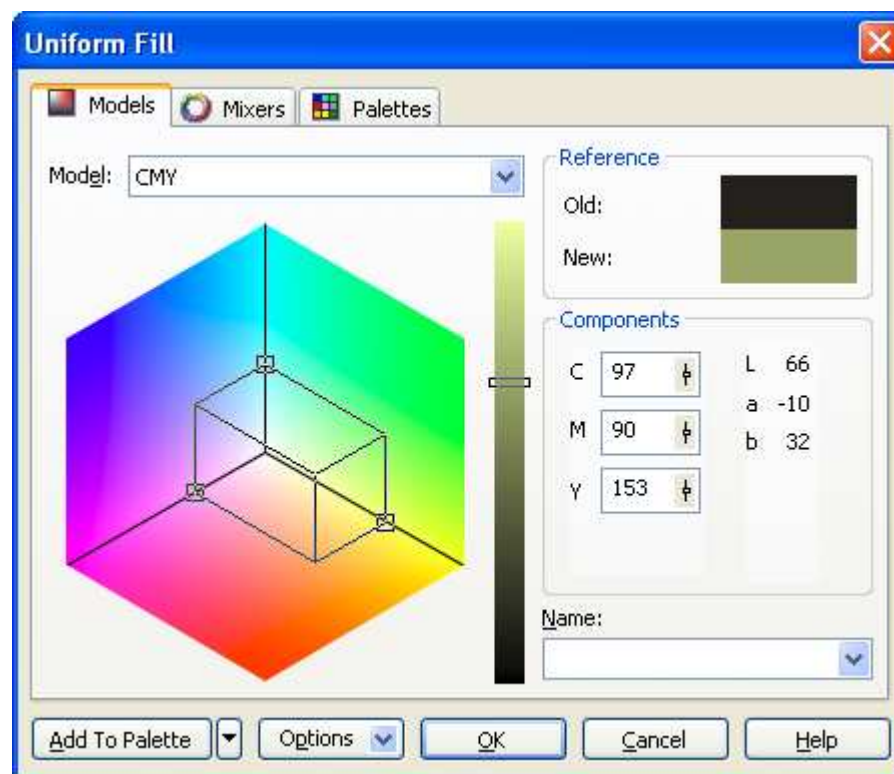 Uniform Fill
Models Mixers Palettes
Model: CMY
Reference
Old:
New:
Components
C 97 L 66
a -10
M 90 b 32
Y 153
Name:
Add To Palette Options OK Cancel Help